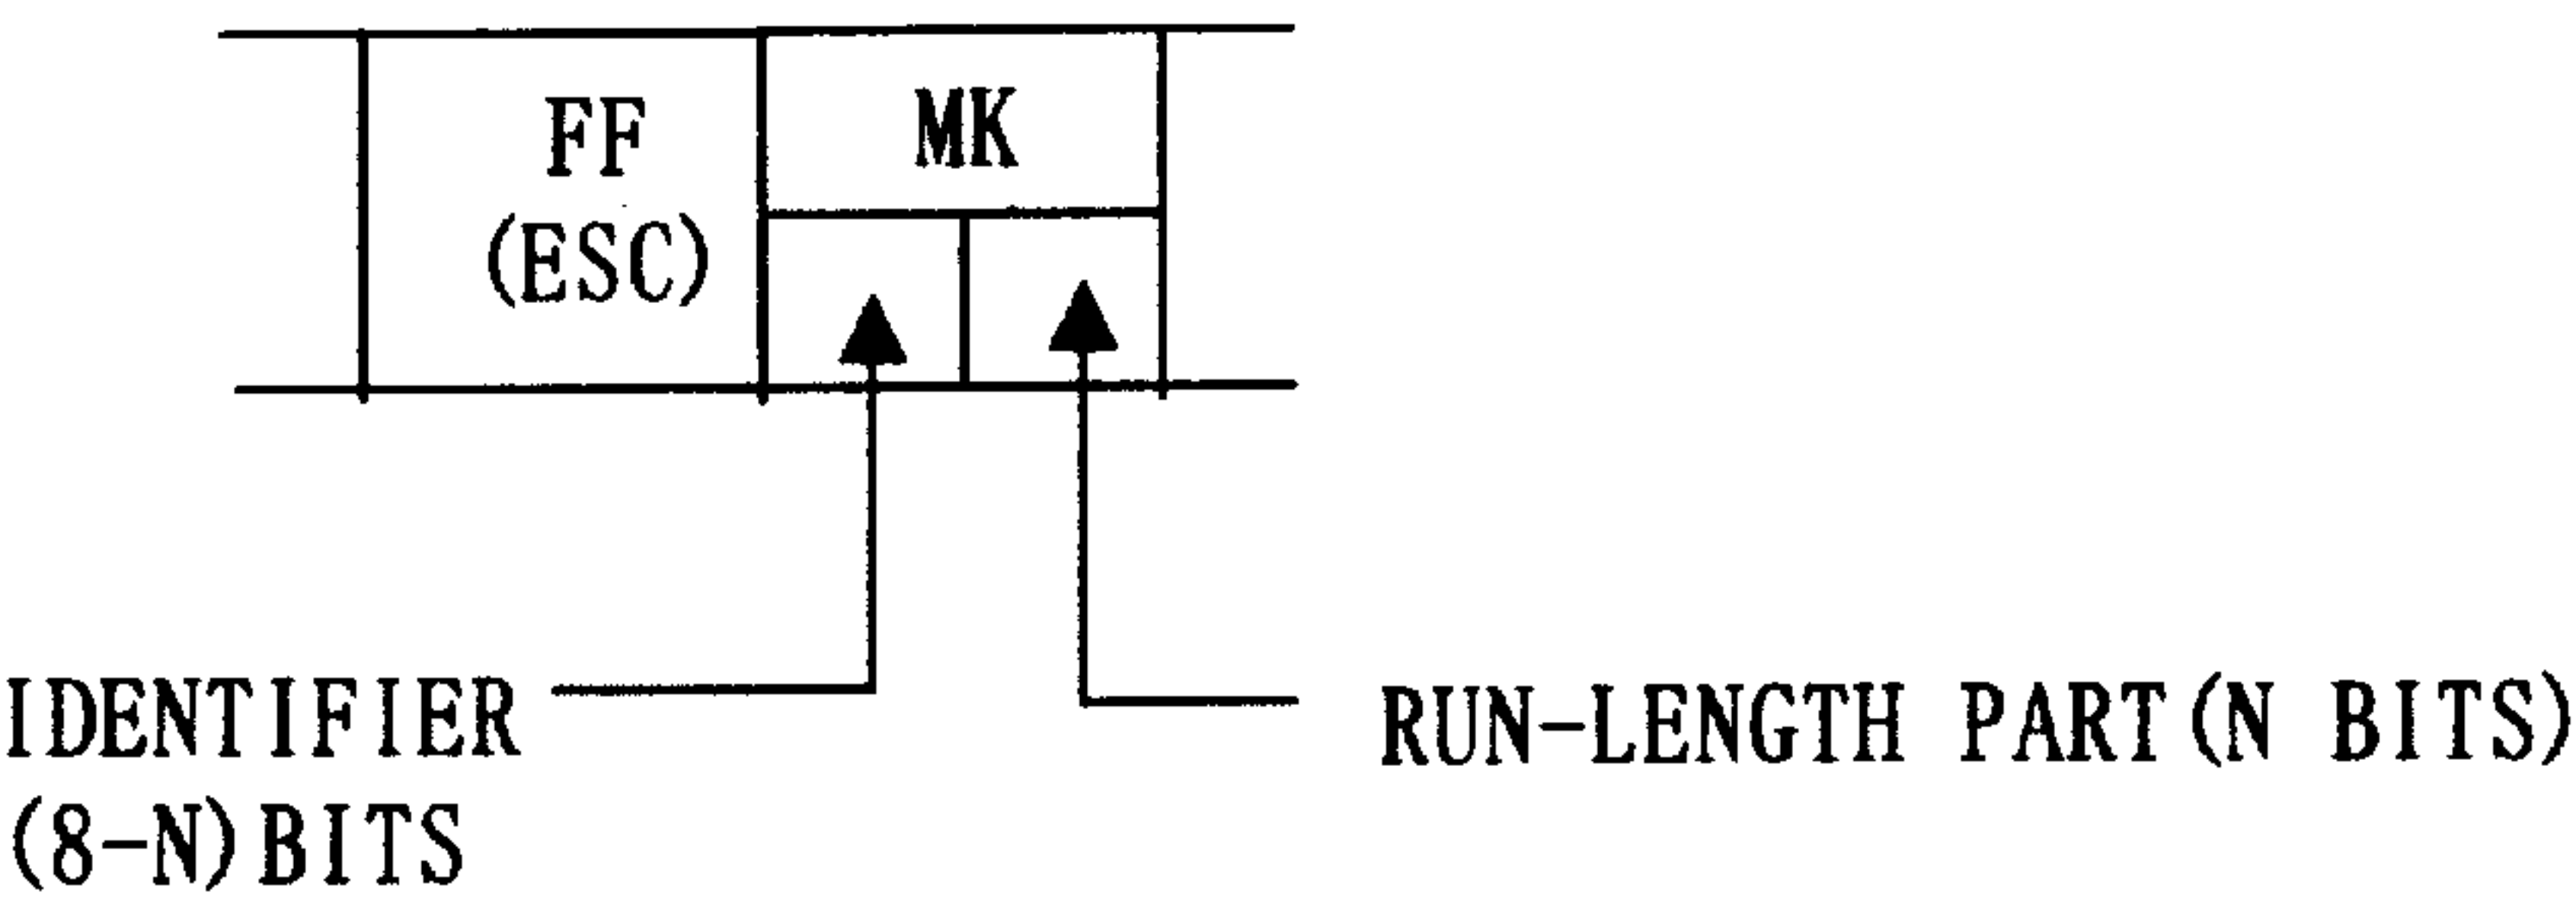 FF
(ESC)
MK
IDENTIFIER
(8-N)BITS
RUN-LENGTH PART(N BITS)